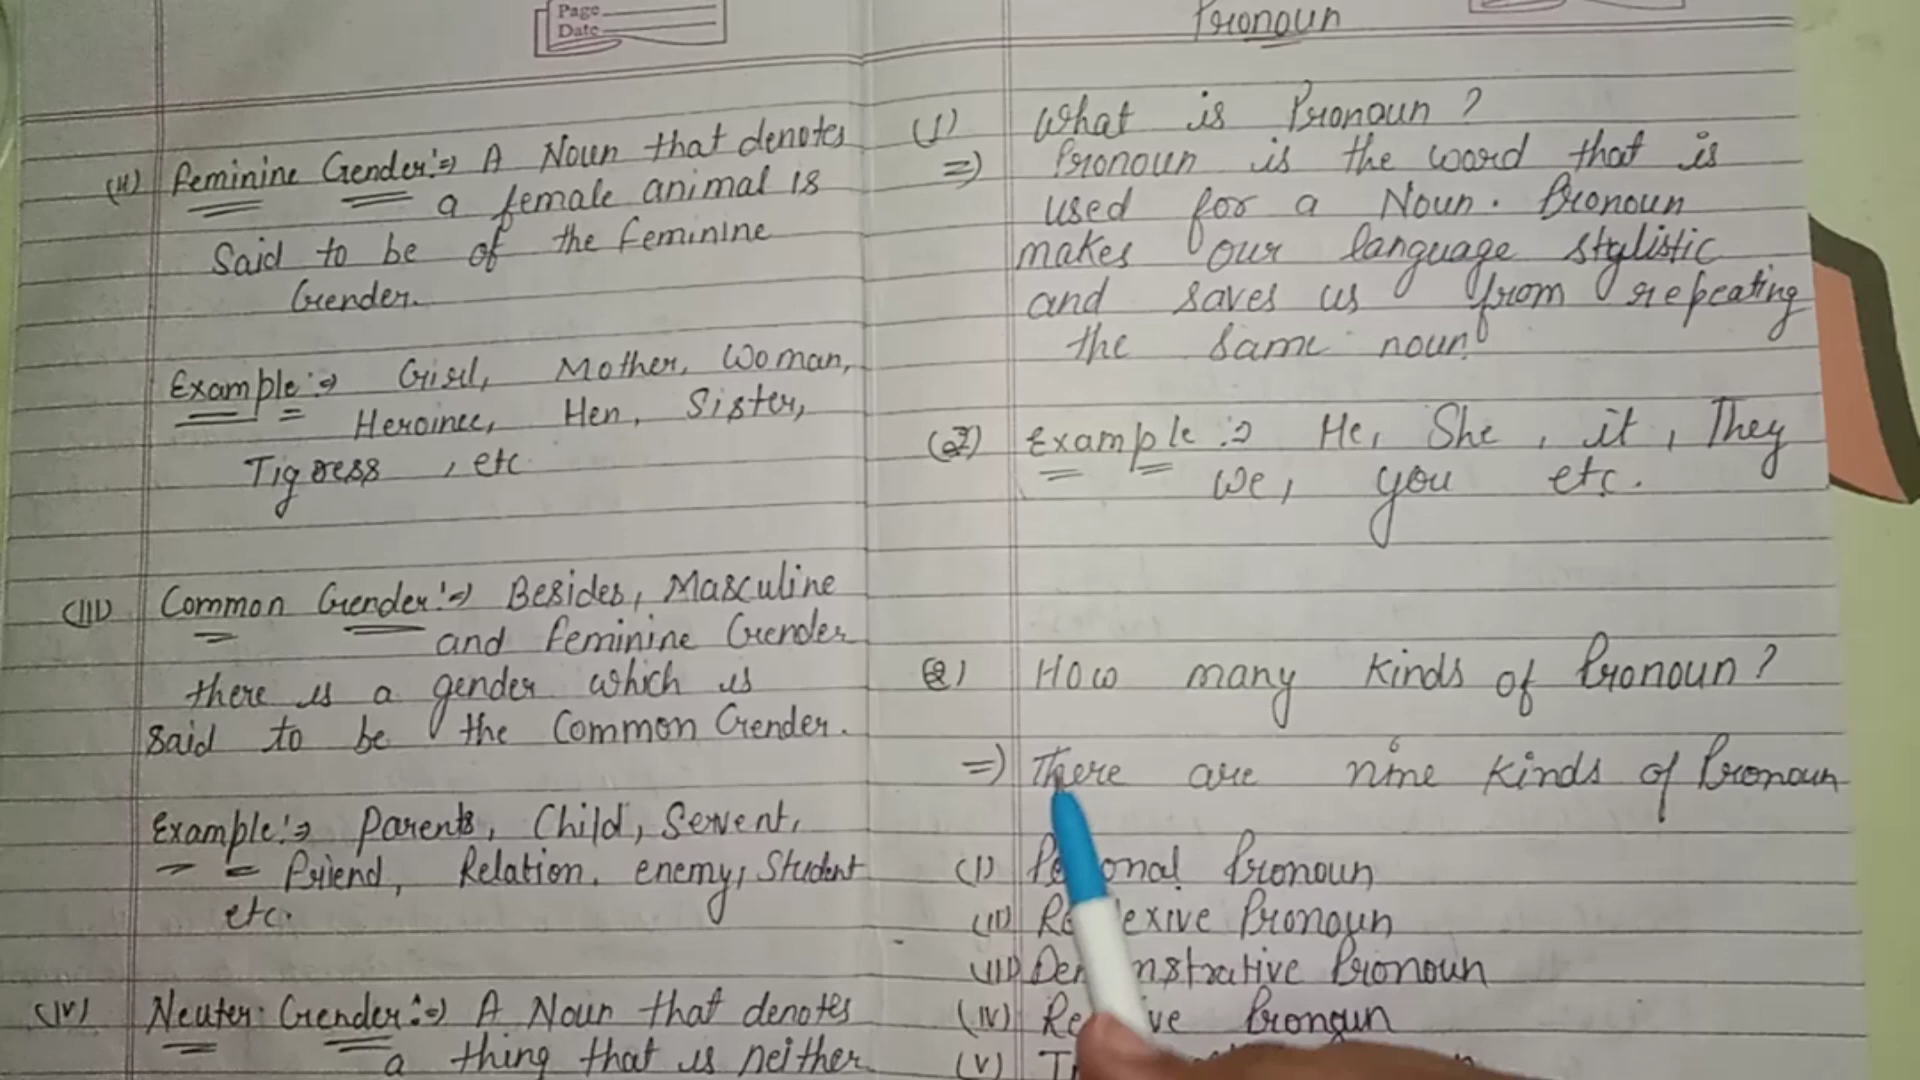 Page
Date
(II) Feminine Gender:⇒ A Noun that denotes
a female animal is
Said to be of the feminine
Gender.
Example:⇒ Girl, Mother, Woman,
Heroinee, Hen, Sister,
Tigress, etc
(III) Common Gender:⇒ Besides, Masculine
and feminine Gender
there is a gender which is
said to be the Common Gender.
Example:⇒ Parents, Child, Servent,
Friend, Relation, enemy, Student
etc.
(IV) Neuter Gender:⇒ A Noun that denotes
a thing that is neither
Pronoun
(1) What is Pronoun?
⇒) Pronoun is the word that is
used for a Noun. Pronoun
makes our language stylistic
and saves us from repeating
the same noun.
Example:⇒ He, She, it, They
we, you etc.
How many kinds of Pronoun?
⇒) There are nine kinds of Pronoun
(I) Pe onal Pronoun
(II) Re exive Pronoun
(III) De nstrative Pronoun
(IV) Re ve Pronoun
(V)